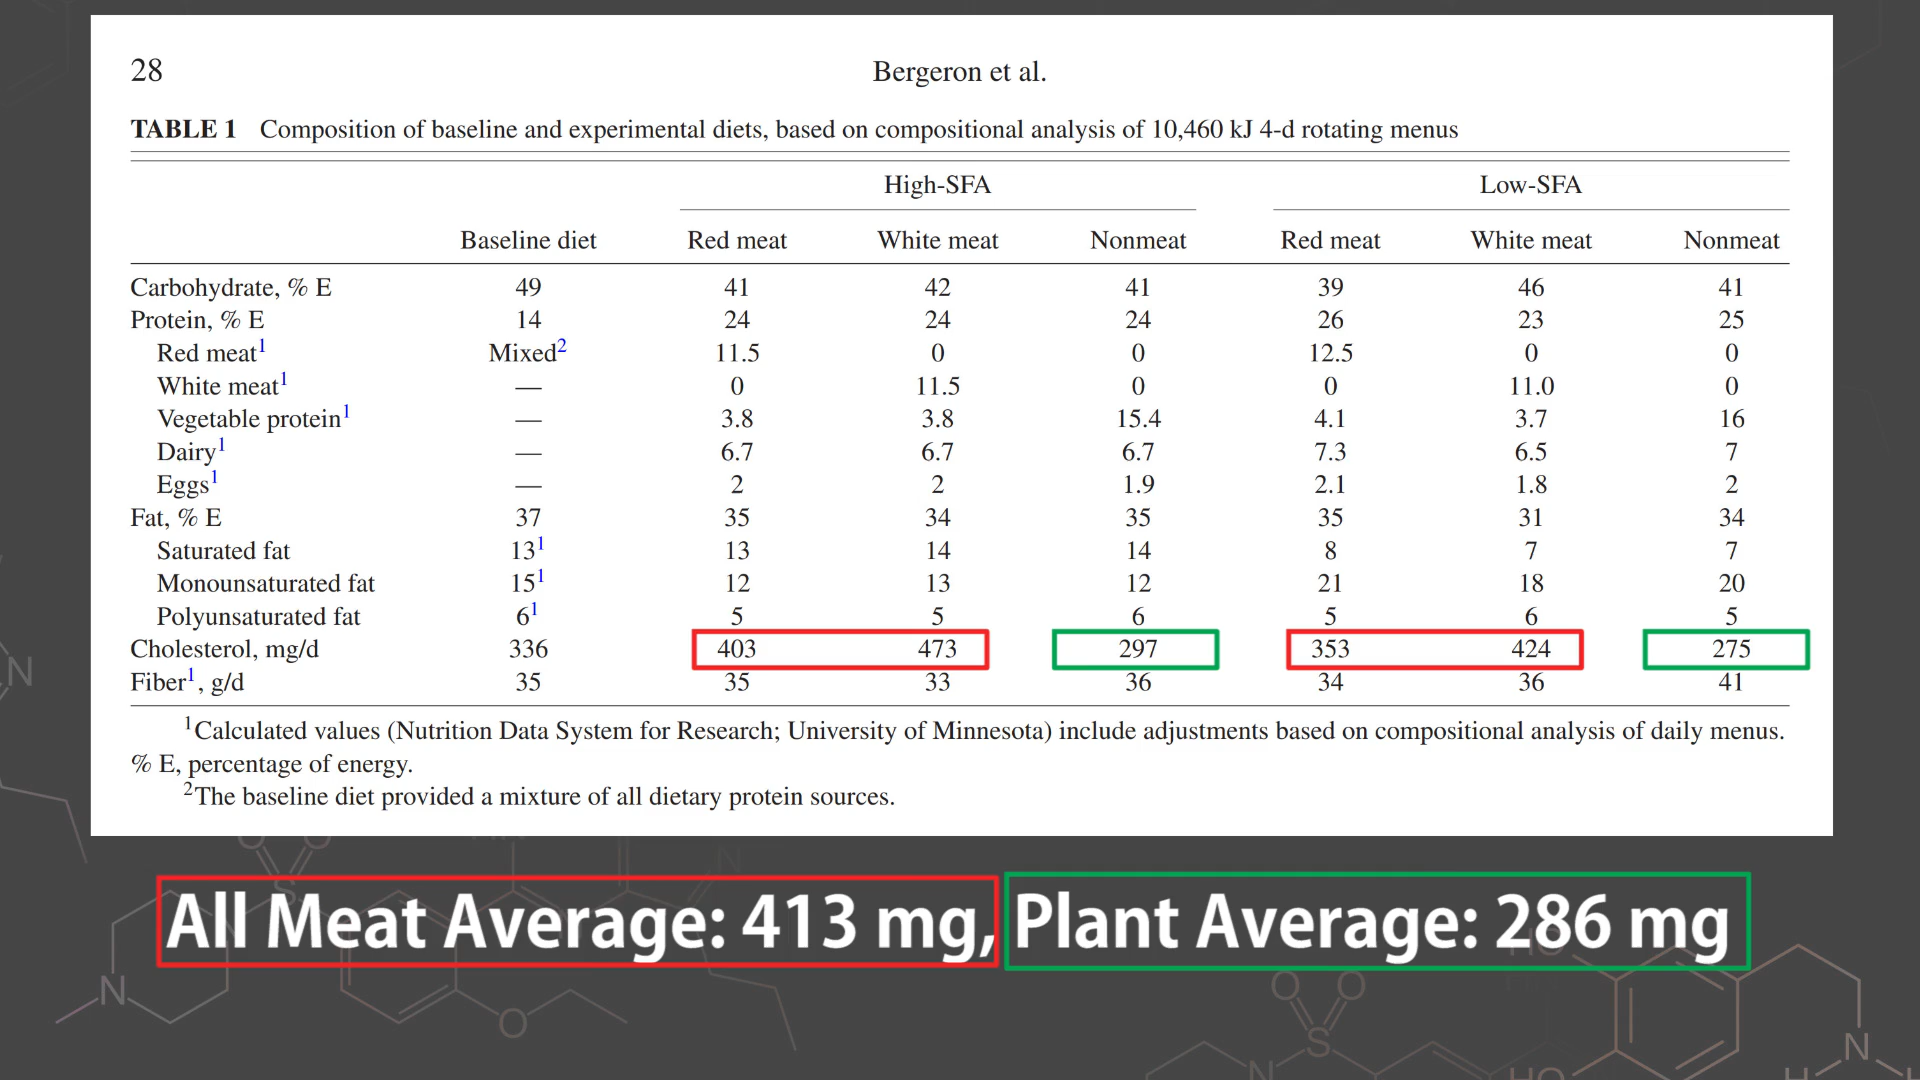 28 Bergeron et al.
TABLE 1 Composition of baseline and experimental diets, based on compositional analysis of 10,460 kJ 4-d rotating menus
High-SFA Low-SFA
Baseline diet Red meat White meat Nonmeat Red meat White meat Nonmeat
Carbohydrate, % E 49 41 42 41 39 46 41
Protein, % E 14 24 24 24 26 23 25
Red meat1 Mixed2 11.5 0 0 12.5 0 0
White meat1 — 0 11.5 0 0 11.0 0
Vegetable protein1 — 3.8 3.8 15.4 4.1 3.7 16
Dairy1 — 6.7 6.7 6.7 7.3 6.5 7
Eggs1 — 2 2 1.9 2.1 1.8 2
Fat, % E 37 35 34 35 35 31 34
Saturated fat 131 13 14 14 8 7 7
Monounsaturated fat 151 12 13 12 21 18 20
Polyunsaturated fat 61 5 5 6 5 6 5
Cholesterol, mg/d 336 403 473 297 353 424 275
Fiber1, g/d 35 35 33 36 34 36 41
1Calculated values (Nutrition Data System for Research; University of Minnesota) include adjustments based on compositional analysis of daily menus.
% E, percentage of energy.
2The baseline diet provided a mixture of all dietary protein sources.
All Meat Average: 413 mg, Plant Average: 286 mg